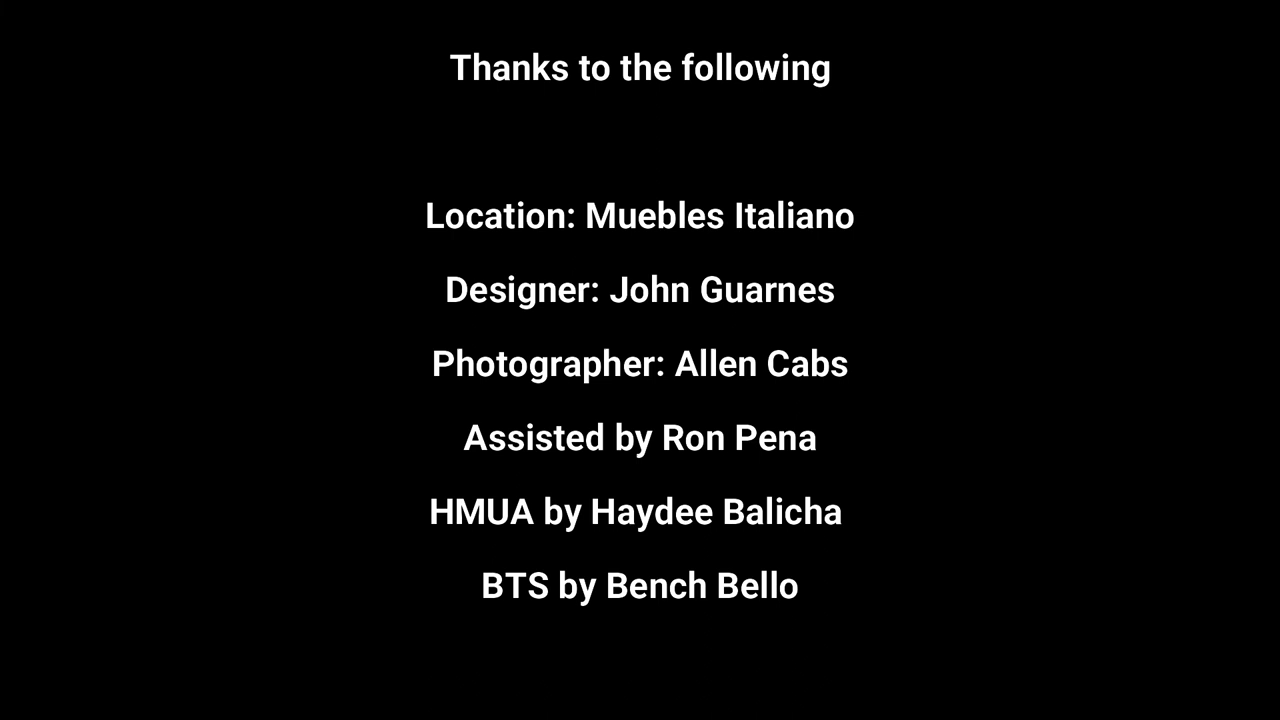 Thanks to the following
Location: Muebles Italiano
Designer: John Guarnes
Photographer: Allen Cabs
Assisted by Ron Pena
HMUA by Haydee Balicha
BTS by Bench Bello